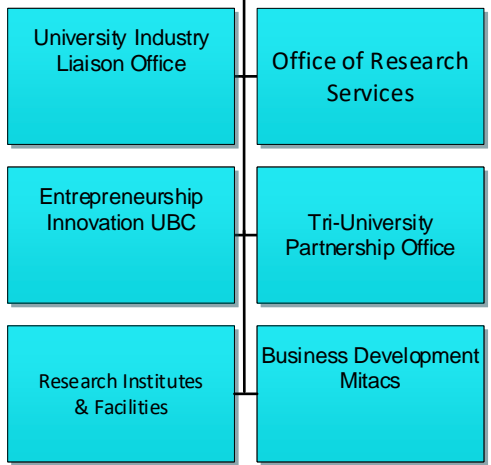 University Industry
Liaison Office
Office of Research
Services
Entrepreneurship
Innovation UBC
Tri-University
Partnership Office
Research Institutes
& Facilities
Business Development
Mitacs